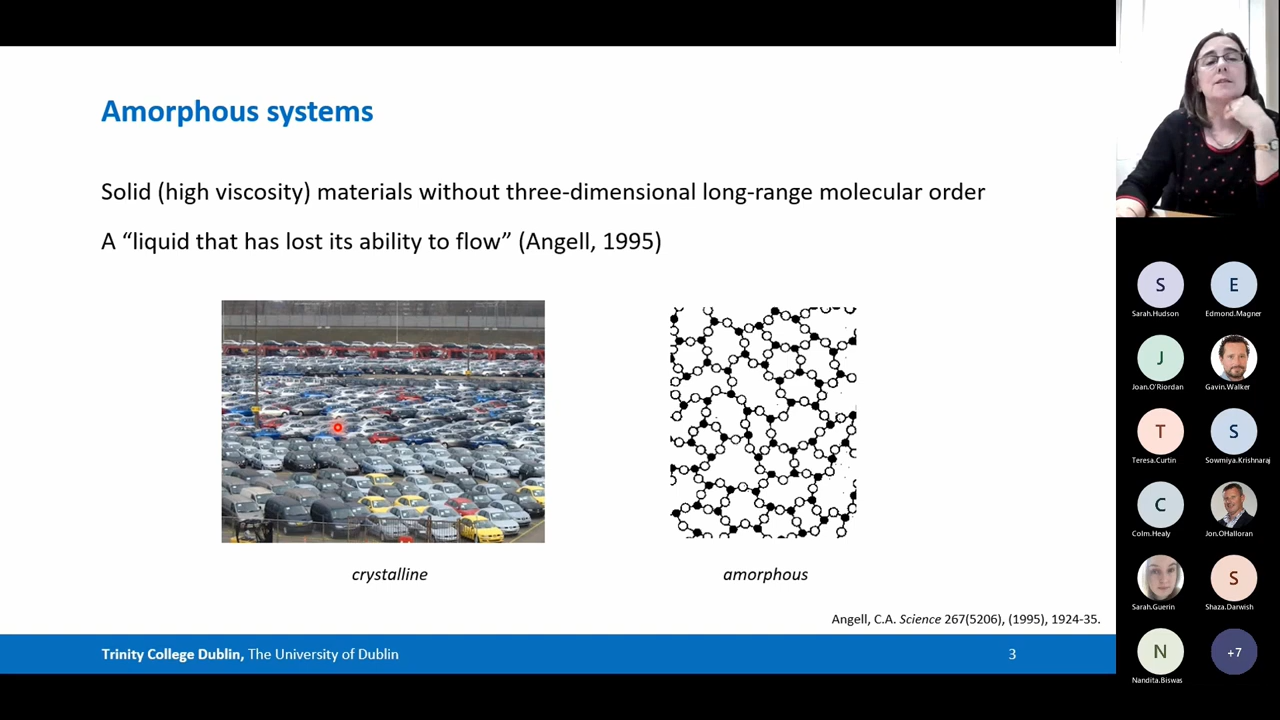 Amorphous systems
Solid (high viscosity) materials without three-dimensional long-range molecular order
A “liquid that has lost its ability to flow” (Angell, 1995)
crystalline
amorphous
Angell, C.A. Science 267(5206), (1995), 1924-35.
Trinity College Dublin, The University of Dublin
3
S
E
Sarah.Hudson
Edmond.Magner
J
Joan.O'Riordan
Gavin.Walker
T
S
Teresa.Curtin
Sowmiya.Krishnaraj
C
Colm.Healy
Jon.OHalloran
S
Sarah.Guerin
Shaza.Darwish
N
+7
Nandita.Biswas